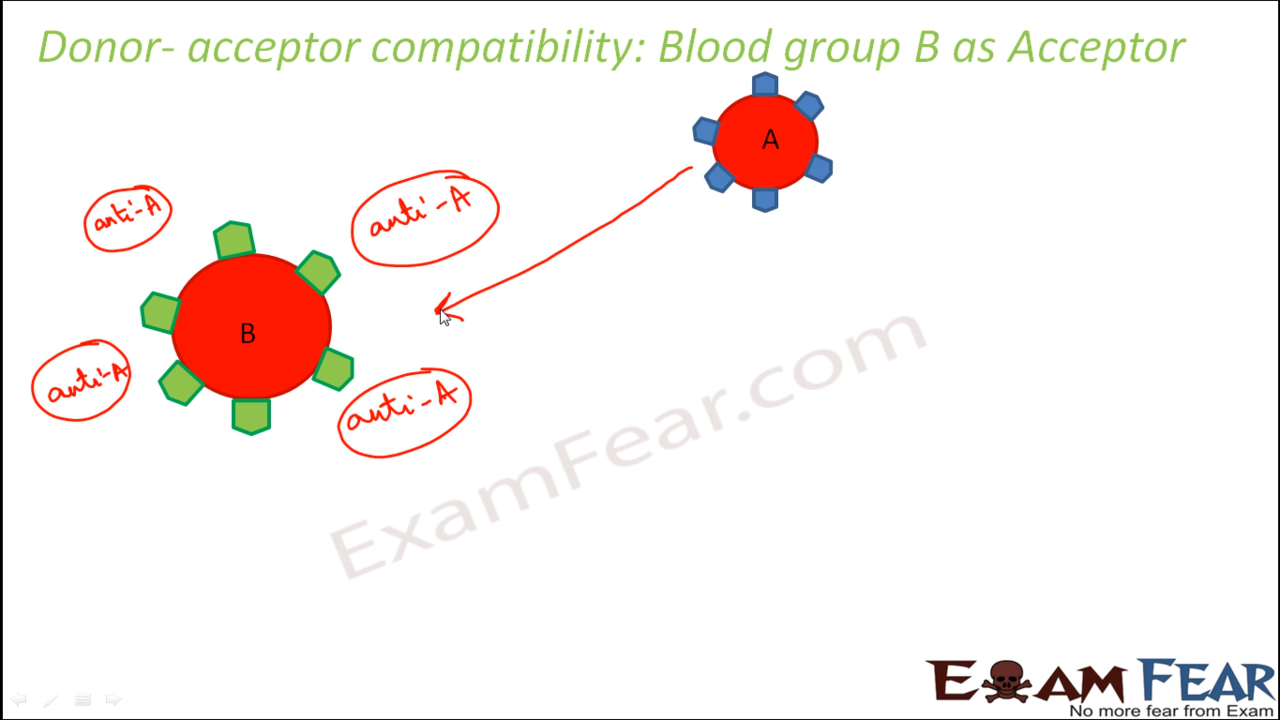 Donor- acceptor compatibility: Blood group B as Acceptor
A
anti-A
anti-A
B
anti-A
anti-A
ExamFear.com
EXAM FEAR
No more fear from Exam